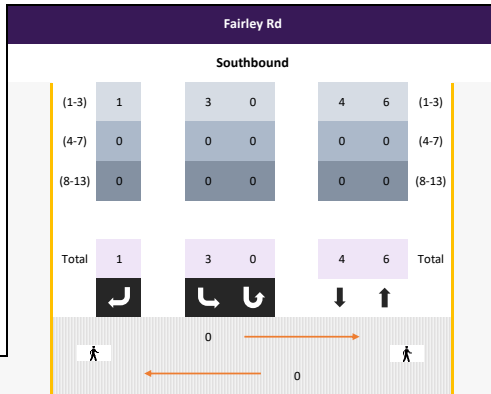 Fairley Rd
Southbound
(1-3) 1 3 0 4 6 (1-3)
(4-7) 0 0 0 0 0 (4-7)
(8-13) 0 0 0 0 0 (8-13)
Total 1 3 0 4 6 Total
0
0